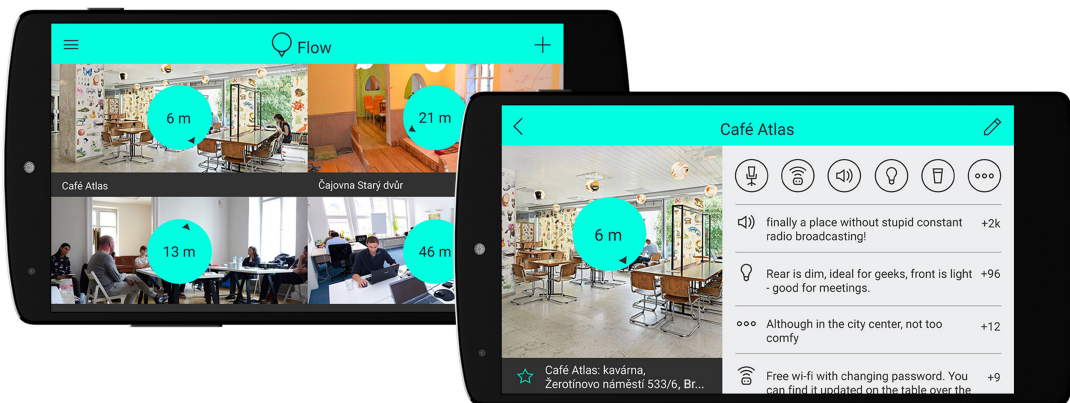 Flow
6 m
21 m
Café Atlas
Čajovna Starý dvůr
13 m
46 m
Café Atlas
6 m
Café Atlas: kavárna,
Žerotínovo náměstí 533/6, Br...
finally a place without stupid constant
radio broadcasting!
+2k
Rear is dim, ideal for geeks, front is light
- good for meetings.
+96
Although in the city center, not too
comfy
+12
Free wi-fi with changing password. You
can find it updated on the table over the
+9